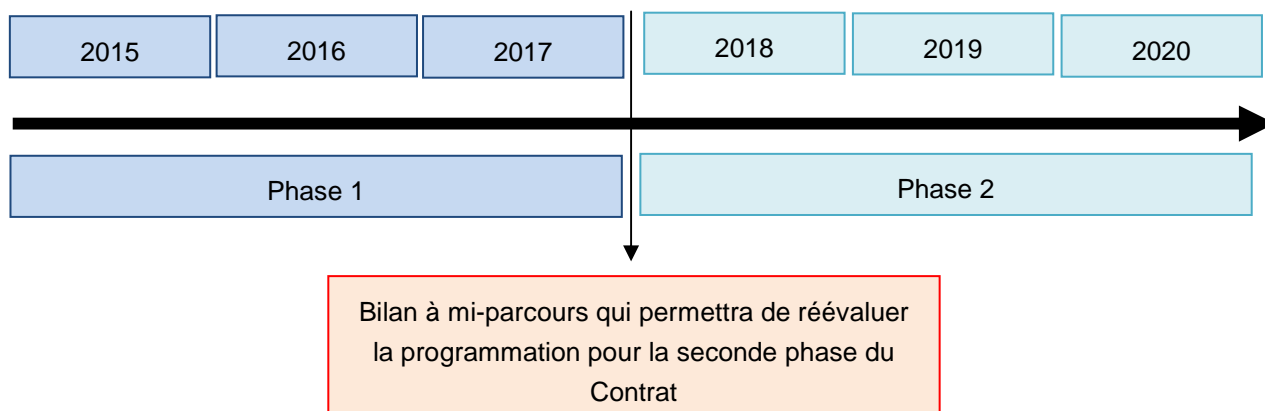 2015 2016 2017 2018 2019 2020
Phase 1 Phase 2
Bilan à mi-parcours qui permettra de réévaluer
la programmation pour la seconde phase du
Contrat